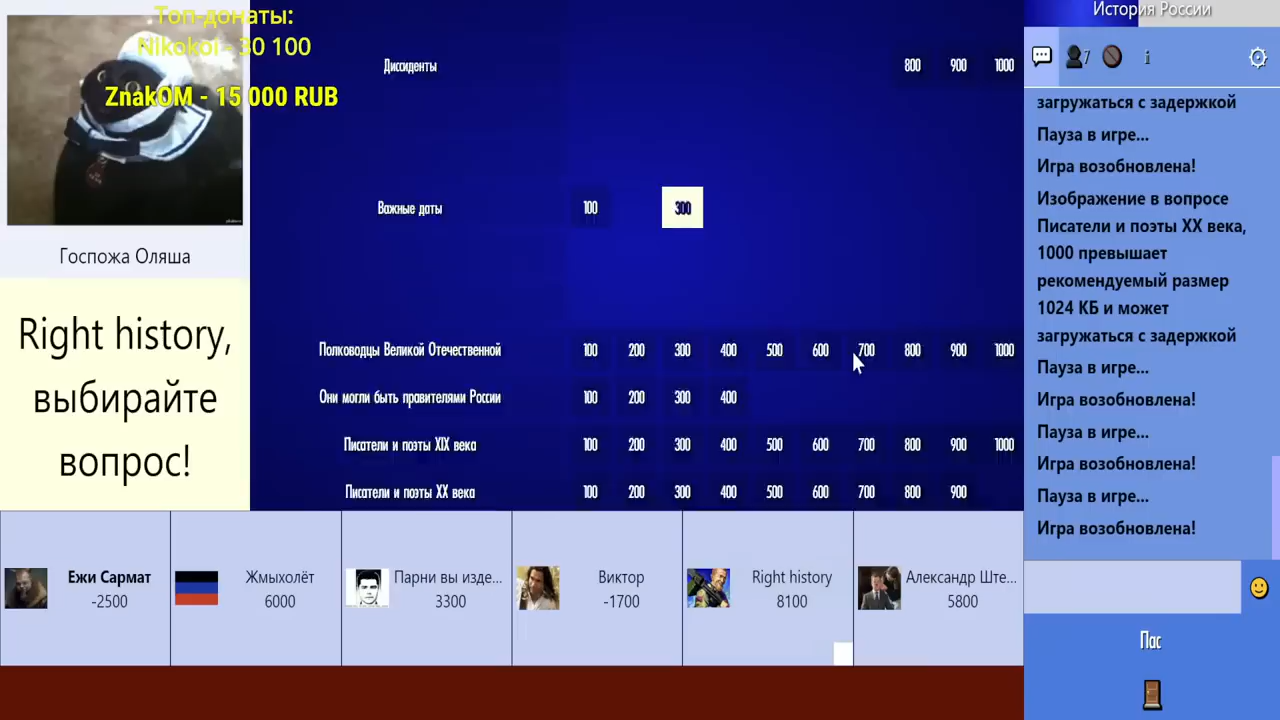 Топ-донаты:
Nikokoi - 30 100
ZnakOM - 15 000 RUB
Госпожа Оляша
Right history,
выбирайте
вопрос!
Диссиденты 800 900 1000
Важные даты 100 300
Полководцы Великой Отечественной 100 200 300 400 500 600 700 800 900 1000
Они могли быть правителями России 100 200 300 400
Писатели и поэты XIX века 100 200 300 400 500 600 700 800 900 1000
Писатели и поэты XX века 100 200 300 400 500 600 700 800 900
Ежи Сармат
-2500
Жмыхолёт
6000
Парни вы изде...
3300
Виктор
-1700
Right history
8100
Александр Ште...
5800
История России
7
i
загружаться с задержкой
Пауза в игре...
Игра возобновлена!
Изображение в вопросе
Писатели и поэты XX века,
1000 превышает
рекомендуемый размер
1024 КБ и может
загружаться с задержкой
Пауза в игре...
Игра возобновлена!
Пауза в игре...
Игра возобновлена!
Пауза в игре...
Игра возобновлена!
Пас